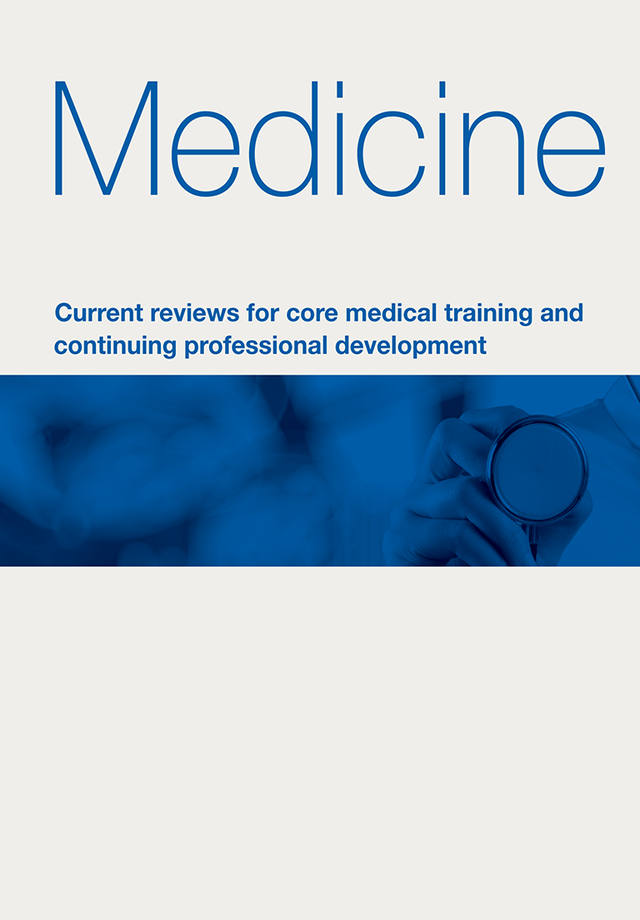 Medicine
Current reviews for core medical training and
continuing professional development